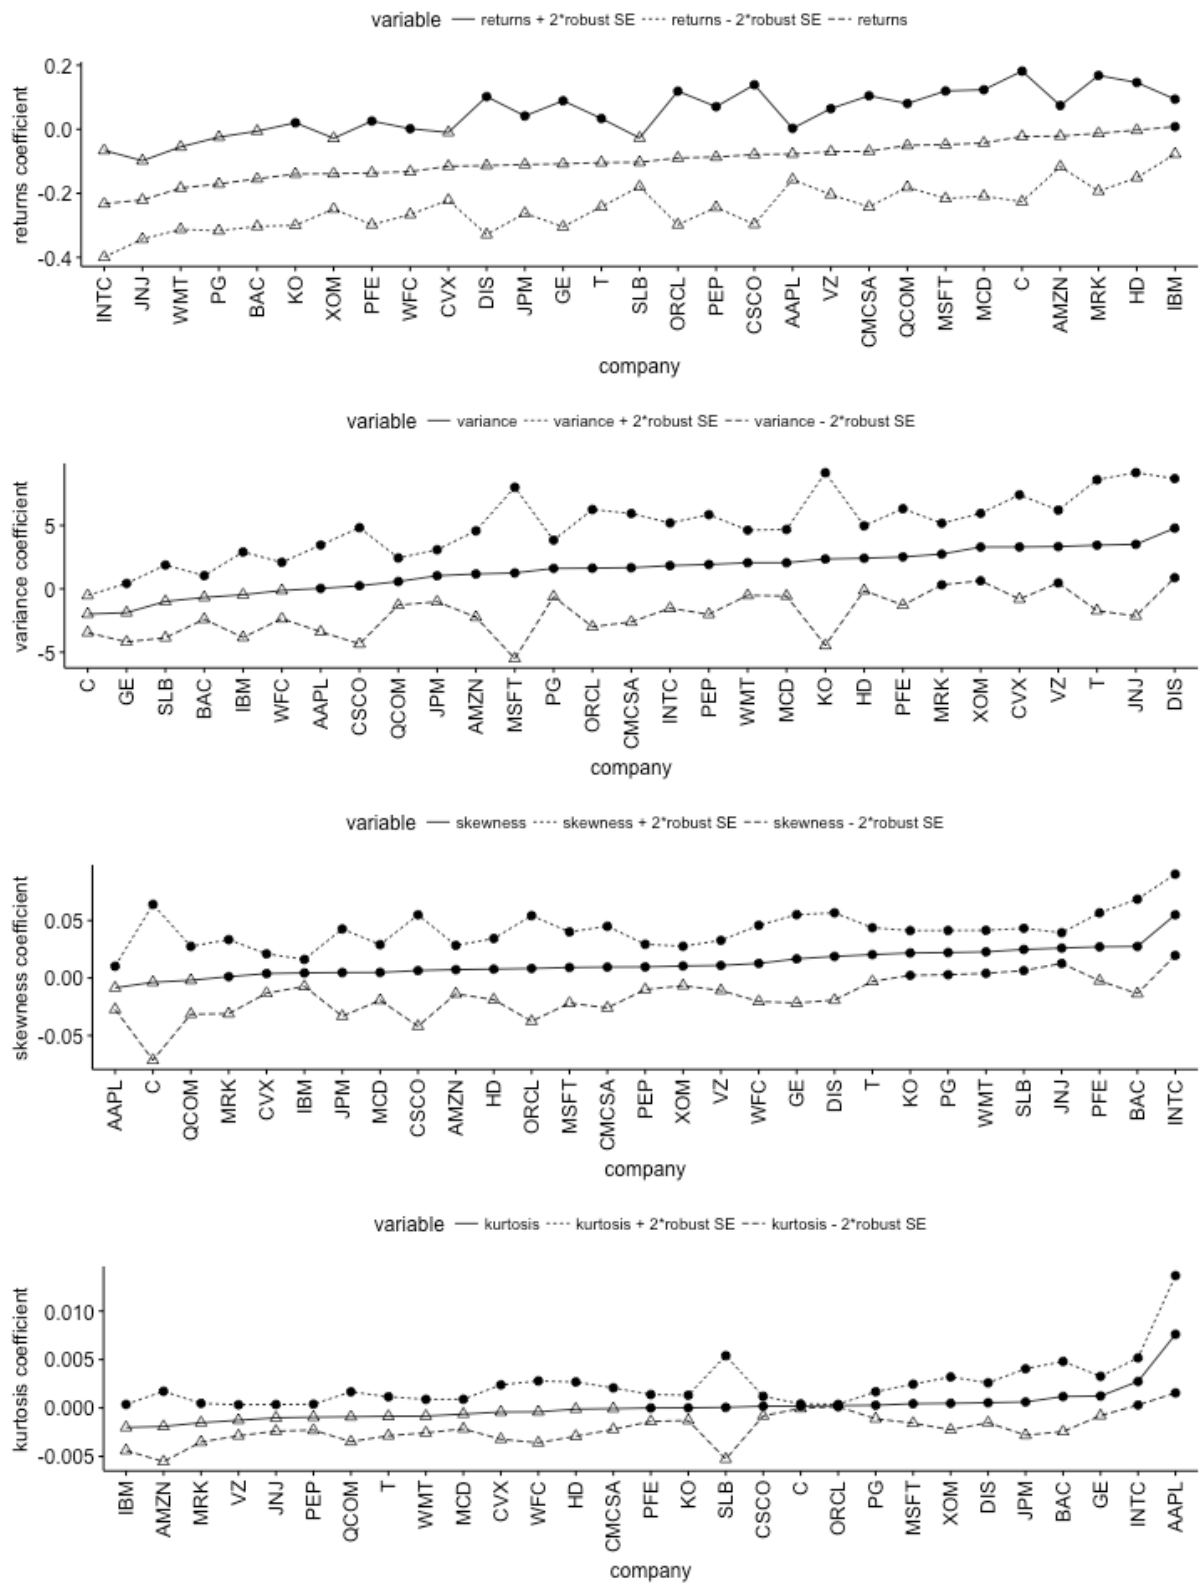 variable returns + 2*robust SE returns - 2*robust SE returns
returns coefficient
0.2
0.0
-0.2
-0.4
INTC JNJ WMT PG BAC KO XOM PFE WFC CVX DIS JPM GE T SLB ORCL PEP CSCO AAPL VZ CMCSA QCOM MSFT MCD C AMZN MRK HD IBM
company
variable variance variance + 2*robust SE variance - 2*robust SE
variance coefficient
5
0
-5
C GE SLB BAC IBM WFC AAPL CSCO QCOM JPM AMZN MSFT PG ORCL CMCSA INTC PEP WMT MCD KO HD PFE MRK XOM CVX VZ T JNJ DIS
company
variable skewness skewness + 2*robust SE skewness - 2*robust SE
skewness coefficient
0.05
0.00
-0.05
AAPL C QCOM MRK CVX IBM JPM MCD CSCO AMZN HD ORCL MSFT CMCSA PEP XOM VZ WFC GE DIS T KO PG WMT SLB JNJ PFE BAC INTC
company
variable kurtosis kurtosis + 2*robust SE kurtosis - 2*robust SE
kurtosis coefficient
0.010
0.005
0.000
-0.005
IBM AMZN MRK VZ JNJ PEP QCOM T WMT MCD CVX WFC HD CMCSA PFE KO SLB CSCO C ORCL PG MSFT XOM DIS JPM BAC GE INTC AAPL
company